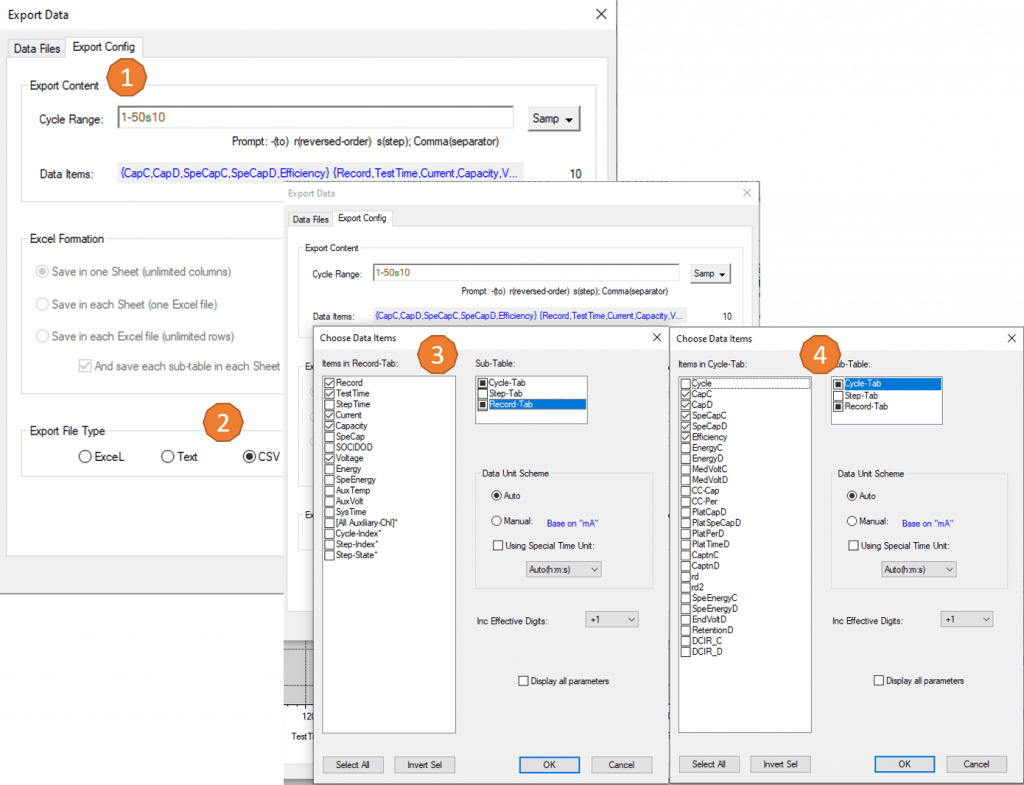 Export Data
Data Files Export Config
1
Export Content
Cycle Range: 1-50s10 Samp
Prompt: -(to) r(reversed-order) s(step); Comma(separator)
Data Items: {CapC,CapD,SpeCapC,SpeCapD,Efficiency} {Record,TestTime,Current,Capacity,V... 10
Excel Formation
Save in one Sheet (unlimited columns)
Save in each Sheet (one Excel file)
Save in each Excel file (unlimited rows)
And save each sub-table in each Sheet
2
Export File Type
ExceL Text CSV
Export Data
Data Files Export Config
Export Content
Cycle Range: 1-50s10 Samp
Prompt: -(to) r(reversed-order) s(step); Comma(separator)
Data Items: {CapC,CapD,SpeCapC,SpeCapD,Efficiency} {Record,TestTime,Current,Capacity,V... 10
Choose Data Items
3
Items in Record-Tab:
Record
TestTime
StepTime
Current
Capacity
SpeCap
SOC|DOD
Voltage
Energy
SpeEnergy
AuxTemp
AuxVolt
SysTime
[All Auxiliary-Chl]*
Cycle-Index*
Step-Index*
Step-State*
Sub-Table:
Cycle-Tab
Step-Tab
Record-Tab
Data Unit Scheme
Auto
Manual: Base on "mA"
Using Special Time Unit:
Auto(h:m:s)
Inc Effective Digits: +1
Display all parameters
Select All Invert Sel OK Cancel
Choose Data Items
4
Items in Cycle-Tab:
Cycle
CapC
CapD
SpeCapC
SpeCapD
Efficiency
EnergyC
EnergyD
MedVoltC
MedVoltD
CC-Cap
CC-Per
PlatCapD
PlatSpeCapD
PlatPerD
PlatTimeD
CaptnC
CaptnD
rd
rd2
SpeEnergyC
SpeEnergyD
EndVoltD
RetentionD
DCIR_C
DCIR_D
ub-Table:
Cycle-Tab
Step-Tab
Record-Tab
Data Unit Scheme
Auto
Manual: Base on "mA"
Using Special Time Unit:
Auto(h:m:s)
Inc Effective Digits: +1
Display all parameters
Select All Invert Sel OK Cancel
120
TestTi